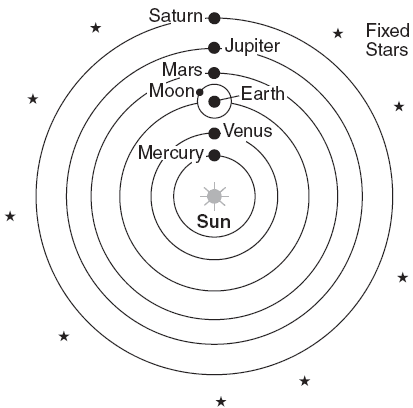 Saturn
Fixed
Stars
Jupiter
Mars
Moon
Earth
Venus
Mercury
Sun